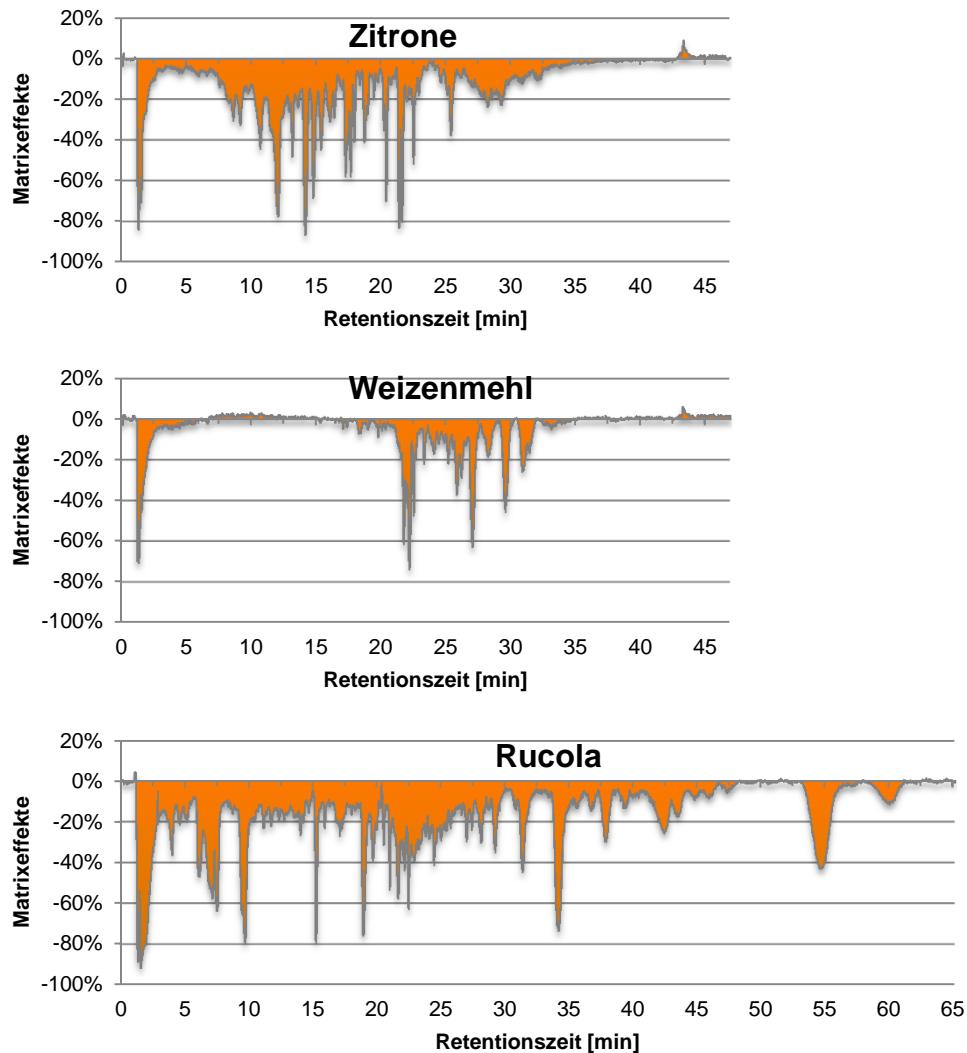 Zitrone
Matrixeffekte
20%
0%
-20%
-40%
-60%
-80%
-100%
0 5 10 15 20 25 30 35 40 45
Retentionszeit [min]
Weizenmehl
Matrixeffekte
20%
0%
-20%
-40%
-60%
-80%
-100%
0 5 10 15 20 25 30 35 40 45
Retentionszeit [min]
Rucola
Matrixeffekte
20%
0%
-20%
-40%
-60%
-80%
-100%
0 5 10 15 20 25 30 35 40 45 50 55 60 65
Retentionszeit [min]